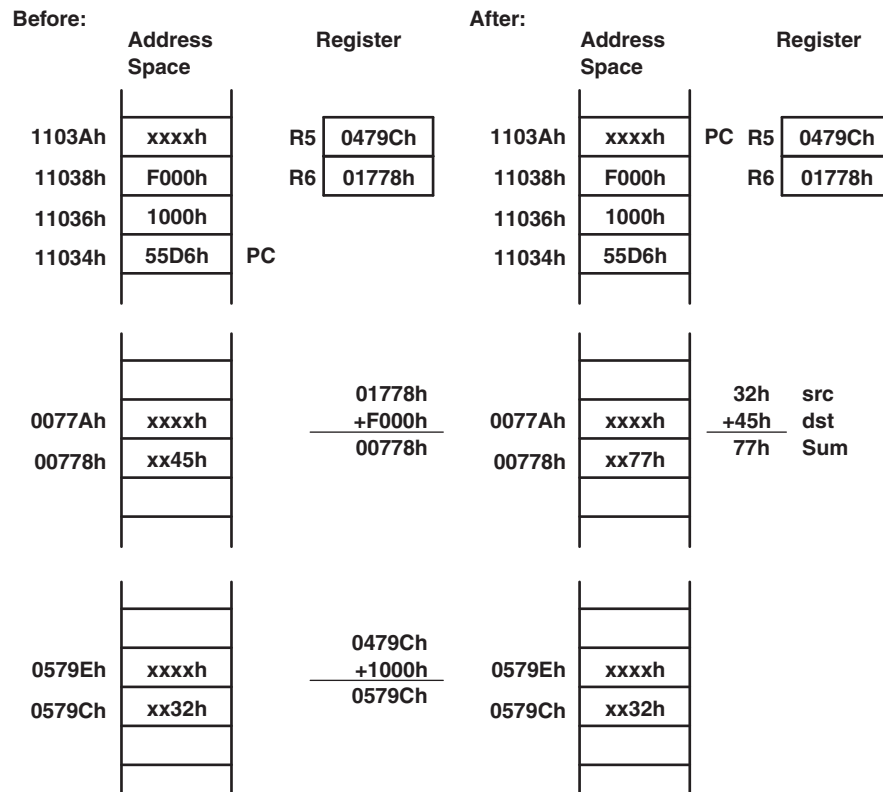 Before:
Address Space
Register
After:
Address Space
Register
1103Ah xxxxh R5 0479Ch
11038h F000h R6 01778h
11036h 1000h
11034h 55D6h PC
1103Ah xxxxh PC R5 0479Ch
11038h F000h R6 01778h
11036h 1000h
11034h 55D6h
01778h
0077Ah xxxxh +F000h
00778h xx45h 00778h
32h src
0077Ah xxxxh +45h dst
00778h xx77h 77h Sum
0479Ch
0579Eh xxxxh +1000h
0579Ch xx32h 0579Ch
0579Eh xxxxh
0579Ch xx32h